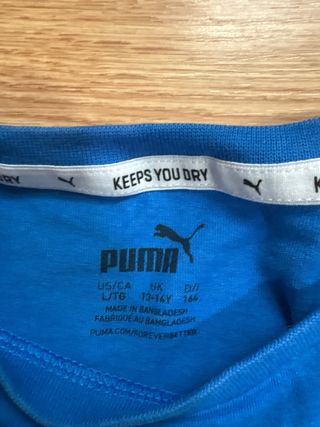 KEEPS YOU DRY
PUMA
US/CA UK D/I
L/TG 13-14Y 164
MADE IN BANGLADESH
FABRIQUÉ AU BANGLADESH
PUMA.COM/FOREVERBETTER